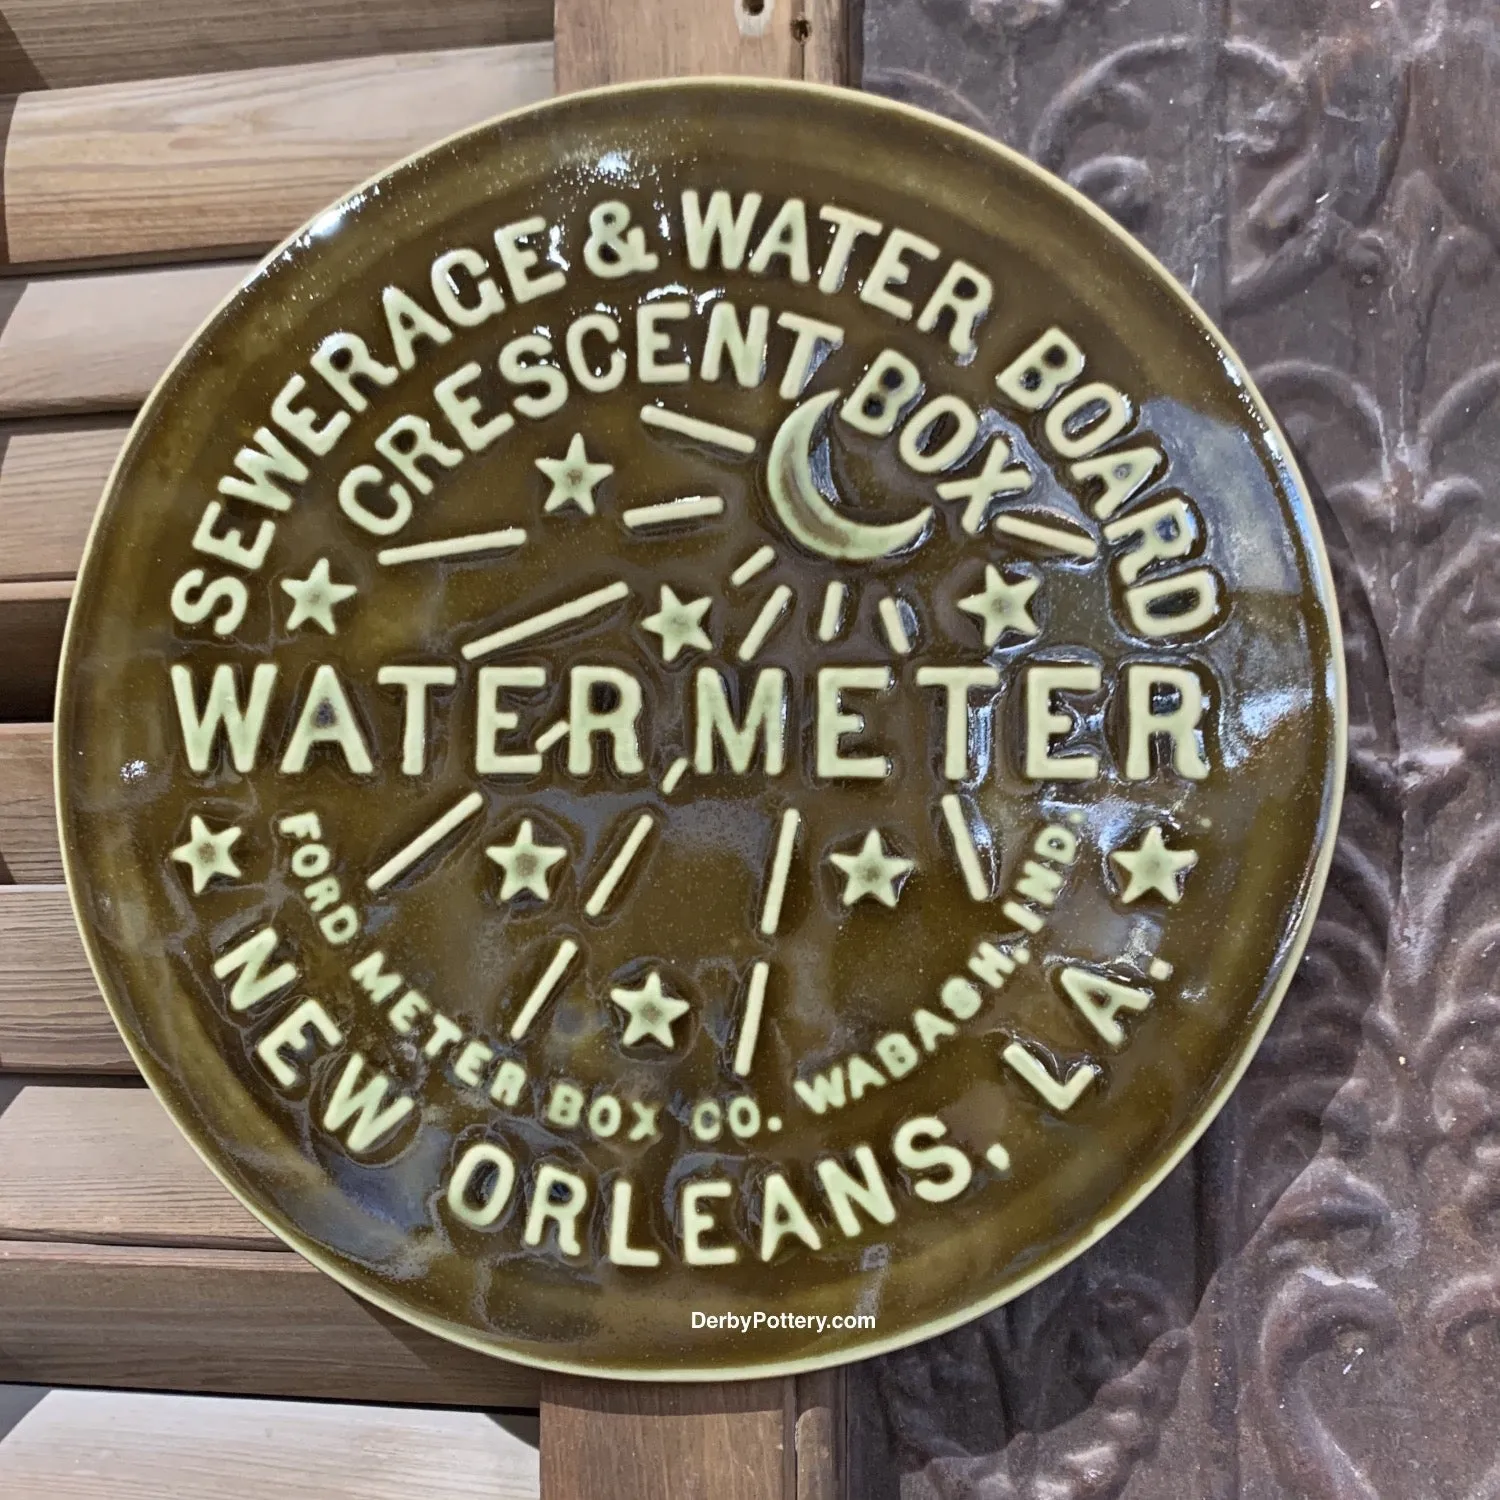 SEWERAGE & WATER BOARD
CRESCENT BOX
WATER METER
FORD METER BOX CO. WABASH, IND.
NEW ORLEANS, LA.
DerbyPottery.com